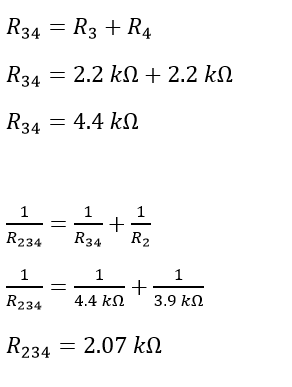 R₃₄ = R₃ + R₄
R₃₄ = 2.2 kΩ + 2.2 kΩ
R₃₄ = 4.4 kΩ
1/R₂₃₄ = 1/R₃₄ + 1/R₂
1/R₂₃₄ = 1/4.4 kΩ + 1/3.9 kΩ
R₂₃₄ = 2.07 kΩ